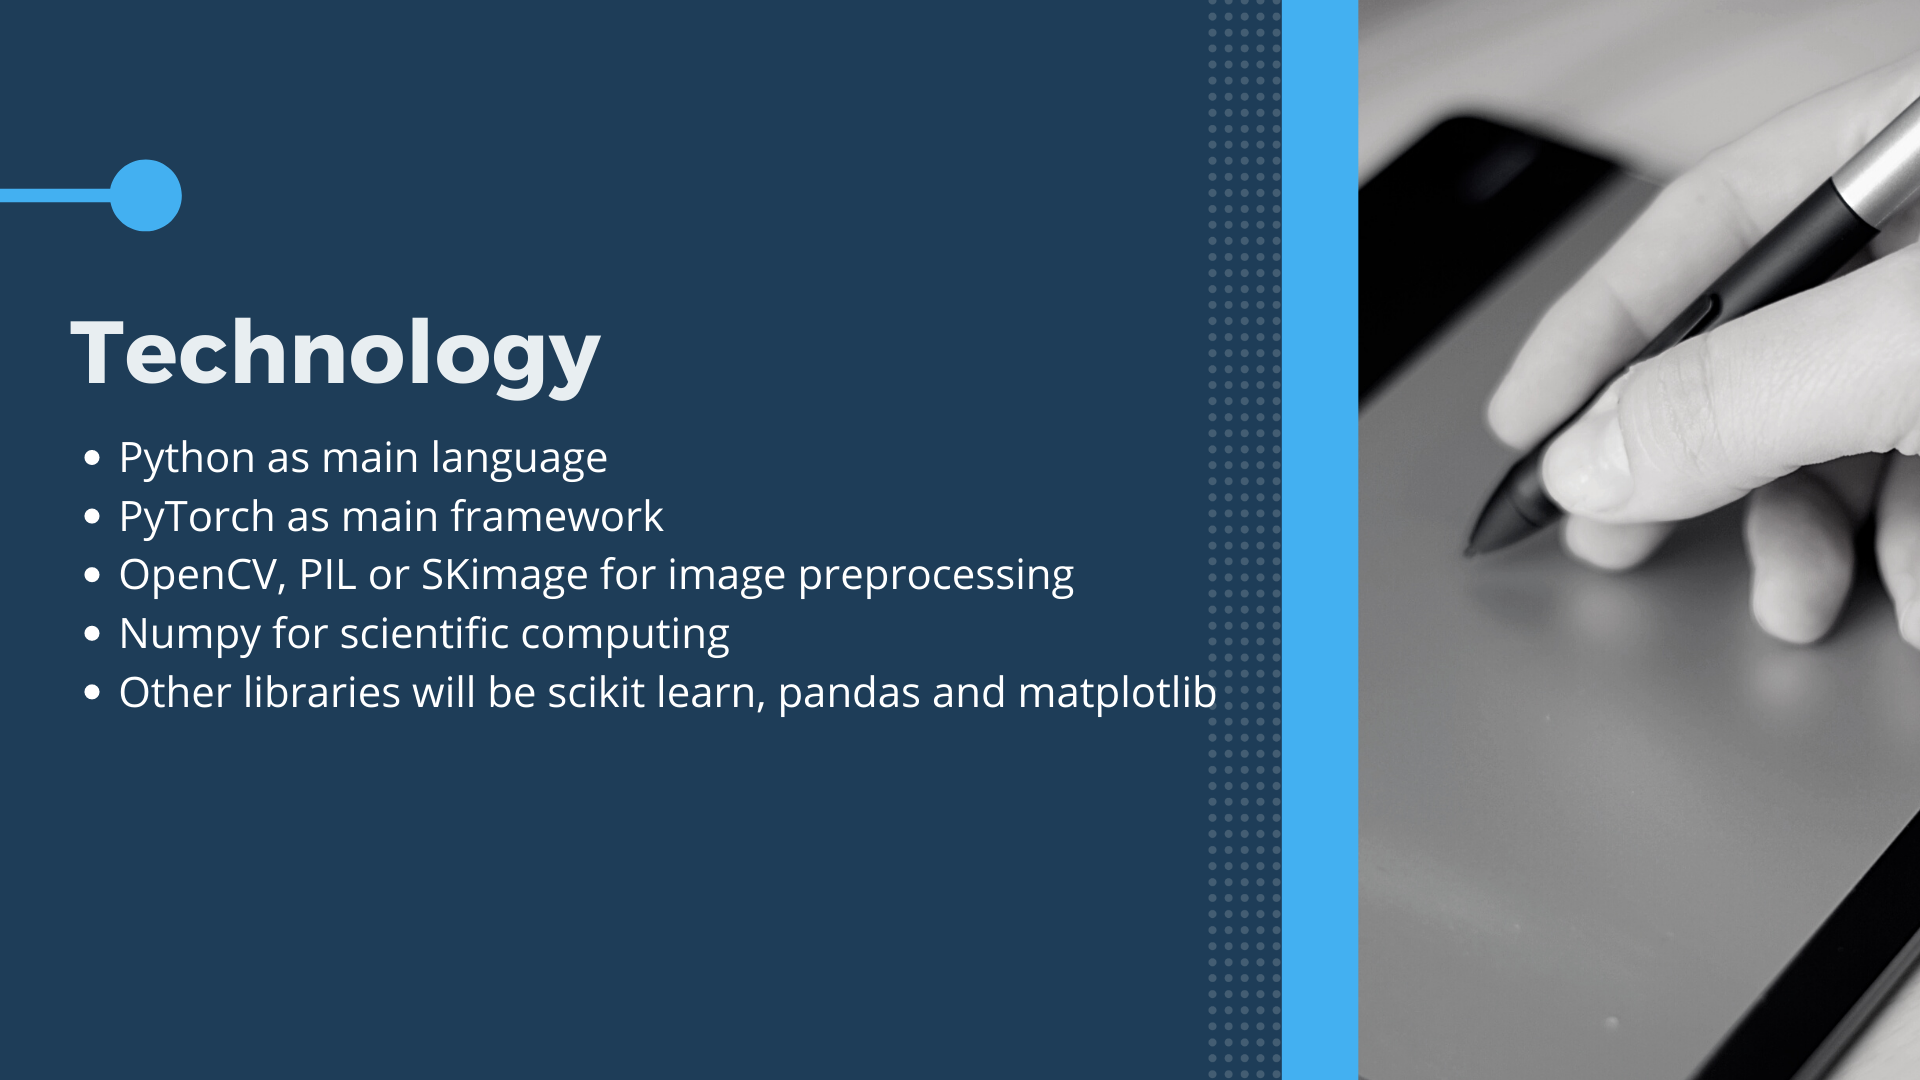 Technology
Python as main language
PyTorch as main framework
OpenCV, PIL or SKimage for image preprocessing
Numpy for scientific computing
Other libraries will be scikit learn, pandas and matplotlib